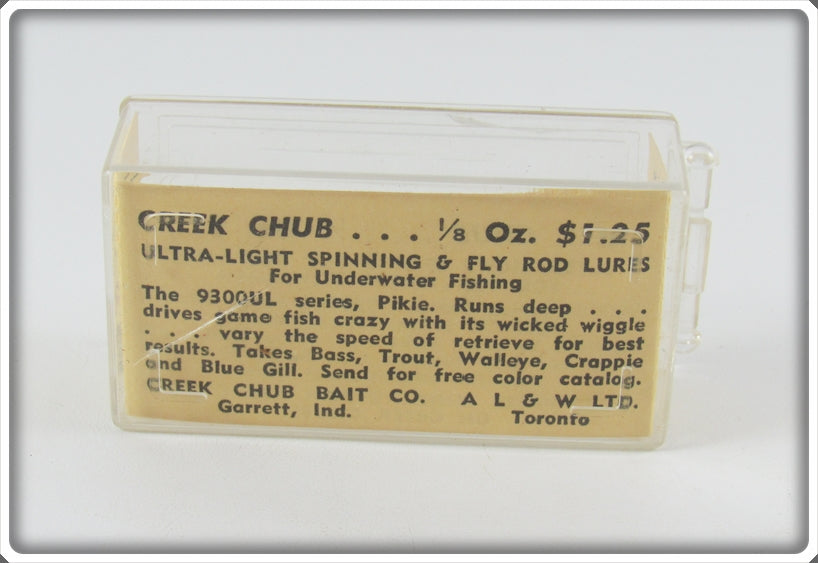 CREEK CHUB . . . 1/8 Oz. $1.25
ULTRA-LIGHT SPINNING & FLY ROD LURES
For Underwater Fishing
The 9300UL series, Pikie. Runs deep . . .
drives game fish crazy with its wicked wiggle
. . . vary the speed of retrieve for best
results. Takes Bass, Trout, Walleye, Crappie
and Blue Gill. Send for free color catalog.
CREEK CHUB BAIT CO. A L & W LTD.
Garrett, Ind. Toronto